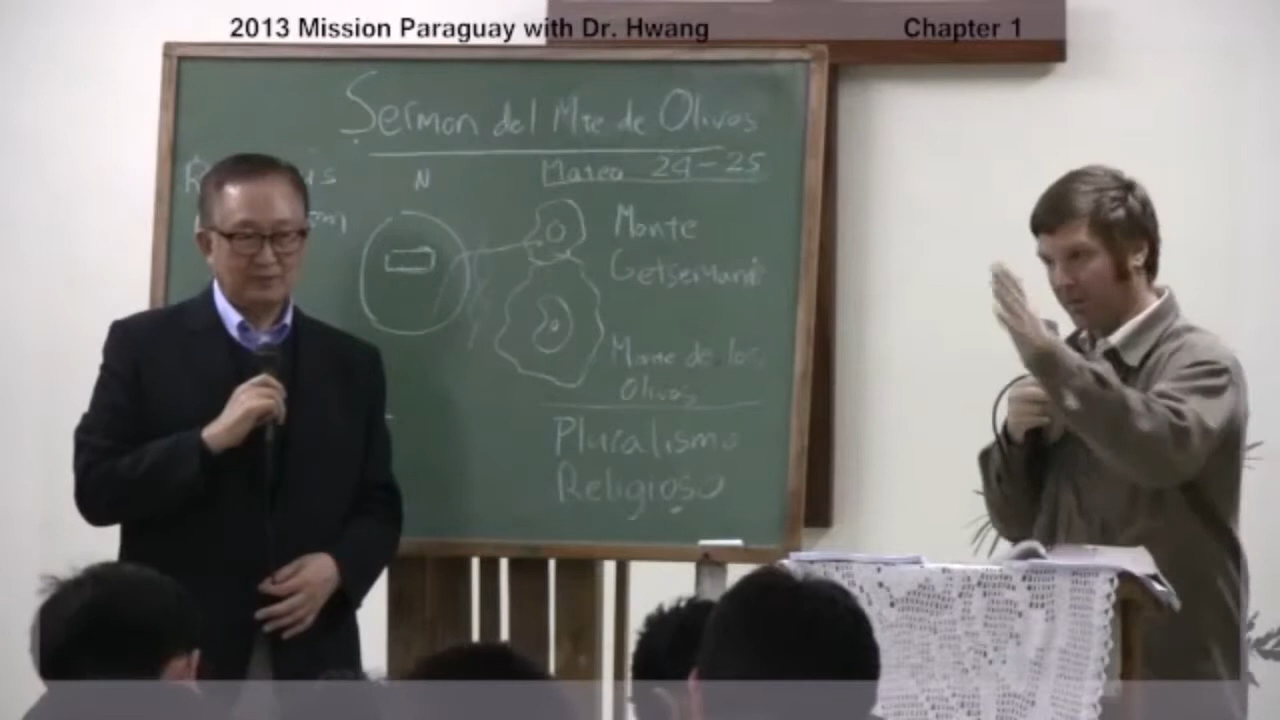 2013 Mission Paraguay with Dr. Hwang Chapter 1
Sermon del Mte de Olivos
Mateo 24-25
N
Monte
Getsemani
Monte de los
Olivos
Pluralismo
Religioso